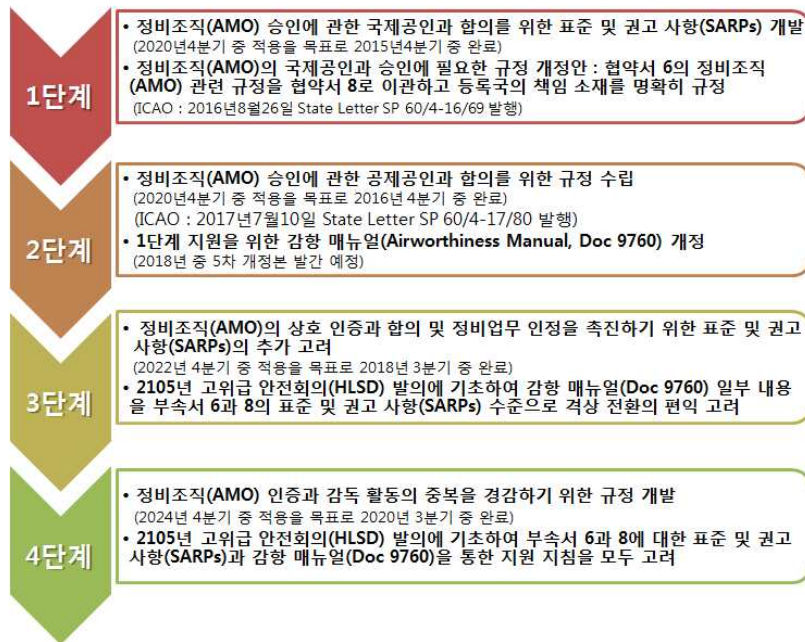 1단계
• 정비조직(AMO) 승인에 관한 국제공인과 합의를 위한 표준 및 권고 사항(SARPs) 개발
(2020년4분기 중 적용을 목표로 2015년4분기 중 완료)
• 정비조직(AMO)의 국제공인과 승인에 필요한 규정 개정안 : 협약서 6의 정비조직
(AMO) 관련 규정을 협약서 8로 이관하고 등록국의 책임 소재를 명확히 규정
(ICAO : 2016년8월26일 State Letter SP 60/4-16/69 발행)
2단계
• 정비조직(AMO) 승인에 관한 공제공인과 합의를 위한 규정 수립
(2020년4분기 중 적용을 목표로 2016년 4분기 중 완료)
(ICAO : 2017년7월10일 State Letter SP 60/4-17/80 발행)
• 1단계 지원을 위한 감항 매뉴얼(Airworthiness Manual, Doc 9760) 개정
(2018년 중 5차 개정본 발간 예정)
3단계
• 정비조직(AMO)의 상호 인증과 합의 및 정비업무 인정을 촉진하기 위한 표준 및 권고
사항(SARPs)의 추가 고려
(2022년 4분기 중 적용을 목표로 2018년 3분기 중 완료)
• 2105년 고위급 안전회의(HLSD) 발의에 기초하여 감항 매뉴얼(Doc 9760) 일부 내용
을 부속서 6과 8의 표준 및 권고 사항(SARPs) 수준으로 격상 전환의 편익 고려
4단계
• 정비조직(AMO) 인증과 감독 활동의 중복을 경감하기 위한 규정 개발
(2024년 4분기 중 적용을 목표로 2020년 3분기 중 완료)
• 2105년 고위급 안전회의(HLSD) 발의에 기초하여 부속서 6과 8에 대한 표준 및 권고
사항(SARPs)과 감항 매뉴얼(Doc 9760)을 통한 지원 지침을 모두 고려